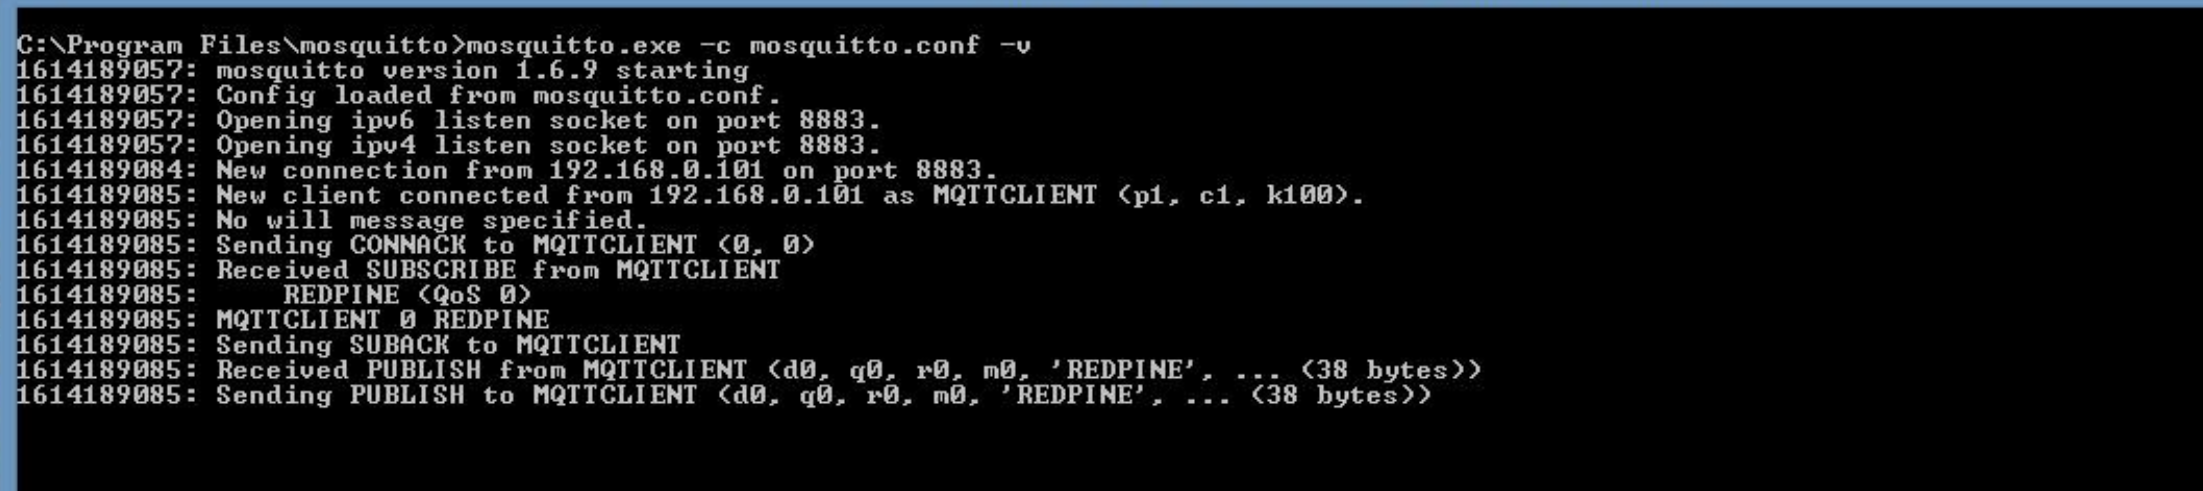 C:\Program Files\mosquitto>mosquitto.exe -c mosquitto.conf -v
1614189057: mosquitto version 1.6.9 starting
1614189057: Config loaded from mosquitto.conf.
1614189057: Opening ipv6 listen socket on port 8883.
1614189057: Opening ipv4 listen socket on port 8883.
1614189084: New connection from 192.168.0.101 on port 8883.
1614189085: New client connected from 192.168.0.101 as MQTTCLIENT (p1, c1, k100).
1614189085: No will message specified.
1614189085: Sending CONNACK to MQTTCLIENT (0, 0)
1614189085: Received SUBSCRIBE from MQTTCLIENT
1614189085:     REDPINE (QoS 0)
1614189085: MQTTCLIENT 0 REDPINE
1614189085: Sending SUBACK to MQTTCLIENT
1614189085: Received PUBLISH from MQTTCLIENT (d0, q0, r0, m0, 'REDPINE', ... (38 bytes))
1614189085: Sending PUBLISH to MQTTCLIENT (d0, q0, r0, m0, 'REDPINE', ... (38 bytes))